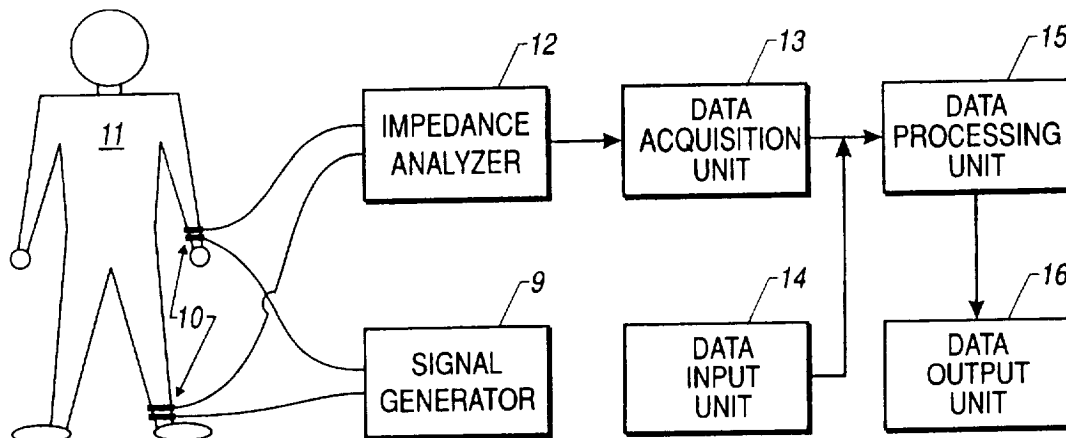 12
13
15
11
IMPEDANCE
ANALYZER
DATA
ACQUISITION
UNIT
DATA
PROCESSING
UNIT
10
9
14
16
SIGNAL
GENERATOR
DATA
INPUT
UNIT
DATA
OUTPUT
UNIT